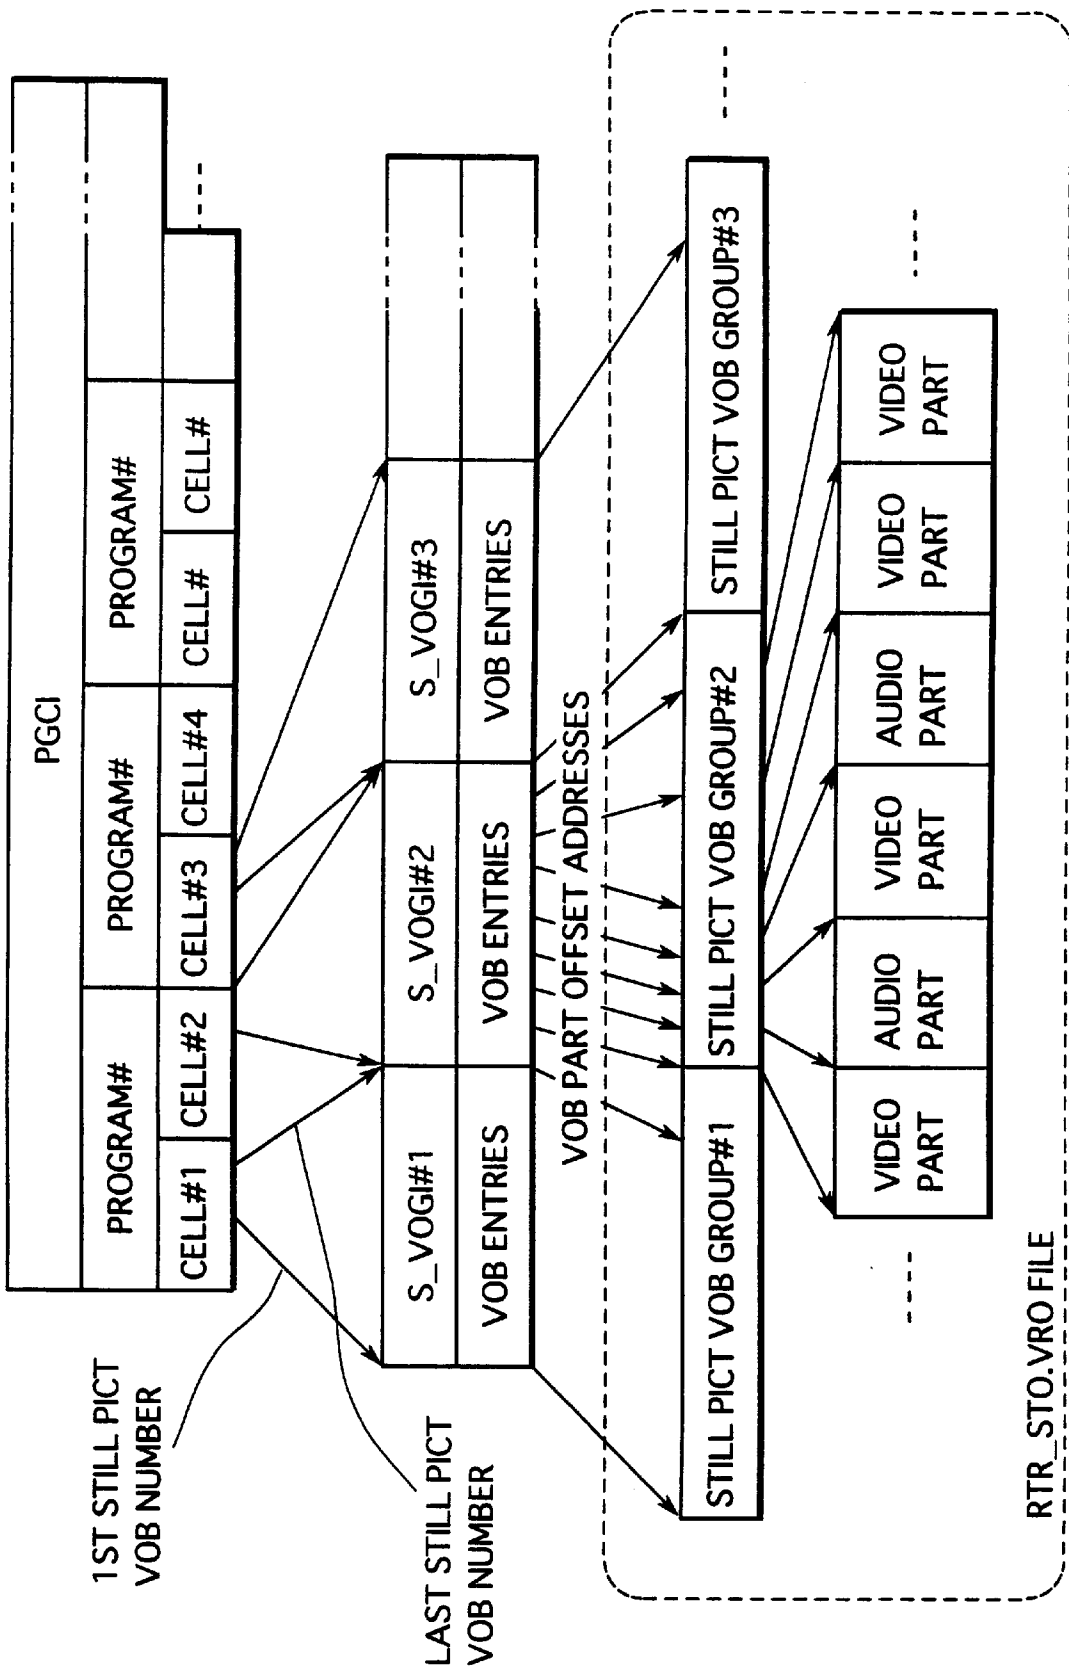 PGCI
PROGRAM#
PROGRAM#
PROGRAM#
CELL#1
CELL#2
CELL#3
CELL#4
CELL#
CELL#
1ST STILL PICT
VOB NUMBER
LAST STILL PICT
VOB NUMBER
S_VOGI#1
S_VOGI#2
S_VOGI#3
VOB ENTRIES
VOB ENTRIES
VOB ENTRIES
VOB PART OFFSET ADDRESSES
STILL PICT VOB GROUP#1
STILL PICT VOB GROUP#2
STILL PICT VOB GROUP#3
VIDEO
PART
AUDIO
PART
VIDEO
PART
AUDIO
PART
VIDEO
PART
VIDEO
PART
RTR_STO.VRO FILE